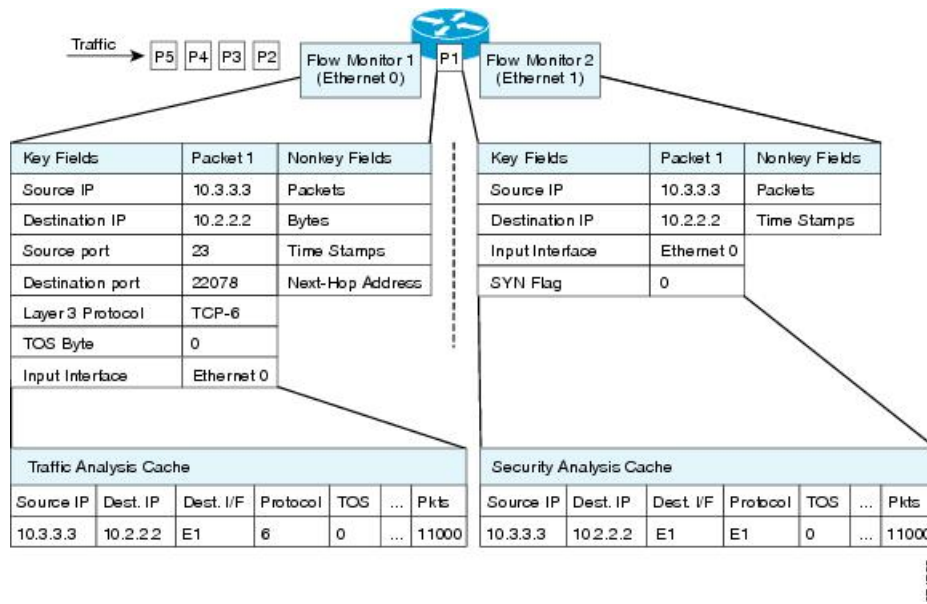 Traffic
P5 P4 P3 P2
Flow Monitor 1
(Ethernet 0)
P1
Flow Monitor 2
(Ethernet 1)
Key Fields Packet 1 Nonkey Fields
Source IP 10.3.3.3 Packets
Destination IP 10.2.2.2 Bytes
Source port 23 Time Stamps
Destination port 22078 Next-Hop Address
Layer 3 Protocol TCP-6
TOS Byte 0
Input Interface Ethernet 0
Key Fields Packet 1 Nonkey Fields
Source IP 10.3.3.3 Packets
Destination IP 10.2.2.2 Time Stamps
Input Interface Ethernet 0
SYN Flag 0
Traffic Analysis Cache
Source IP Dest. IP Dest. I/F Protocol TOS ... Pkts
10.3.3.3 10.2.2.2 E1 6 0 ... 11000
Security Analysis Cache
Source IP Dest. IP Dest. I/F Protocol TOS ... Pkts
10.3.3.3 10.2.2.2 E1 E1 0 ... 11000